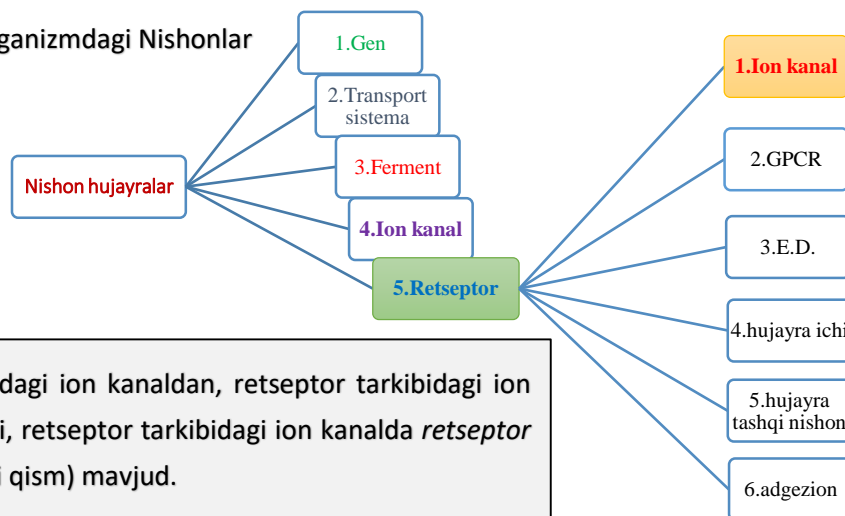 ganizmdagi Nishonlar
1.Gen
2.Transport
sistema
3.Ferment
4.Ion kanal
5.Retseptor
Nishon hujayralar
1.Ion kanal
2.GPCR
3.E.D.
4.hujayra ichi
5.hujayra
tashqi nishon
6.adgezion
dagi ion kanaldan, retseptor tarkibidagi ion
i, retseptor tarkibidagi ion kanalda retseptor
i qism) mavjud.